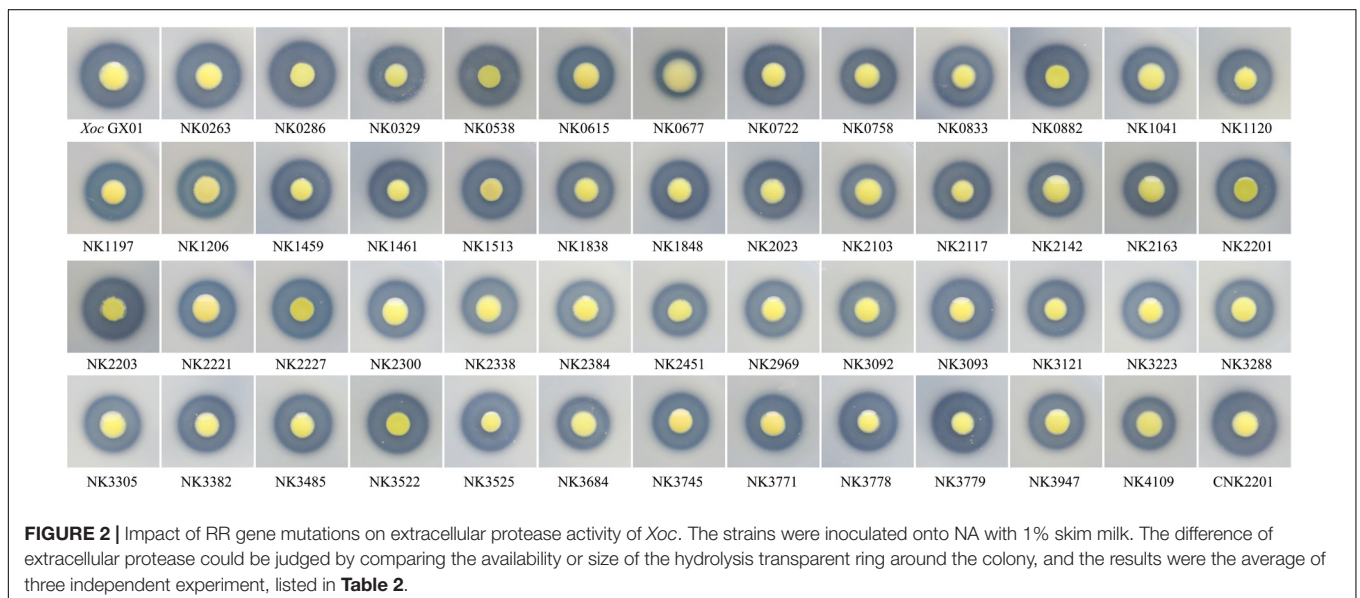 Xoc GX01 NK0263 NK0286 NK0329 NK0538 NK0615 NK0677 NK0722 NK0758 NK0833 NK0882 NK1041 NK1120
NK1197 NK1206 NK1459 NK1461 NK1513 NK1838 NK1848 NK2023 NK2103 NK2117 NK2142 NK2163 NK2201
NK2203 NK2221 NK2227 NK2300 NK2338 NK2384 NK2451 NK2969 NK3092 NK3093 NK3121 NK3223 NK3288
NK3305 NK3382 NK3485 NK3522 NK3525 NK3684 NK3745 NK3771 NK3778 NK3779 NK3947 NK4109 CNK2201
FIGURE 2 | Impact of RR gene mutations on extracellular protease activity of Xoc. The strains were inoculated onto NA with 1% skim milk. The difference of
extracellular protease could be judged by comparing the availability or size of the hydrolysis transparent ring around the colony, and the results were the average of
three independent experiment, listed in Table 2.